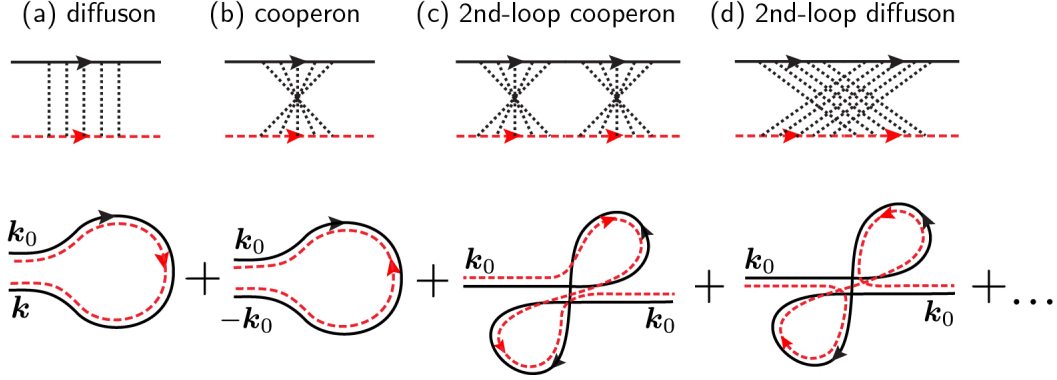 (a) diffuson (b) cooperon (c) 2nd-loop cooperon (d) 2nd-loop diffuson
k₀ k₀ k₀ k₀
+ + + +...
k -k₀ k₀ k₀